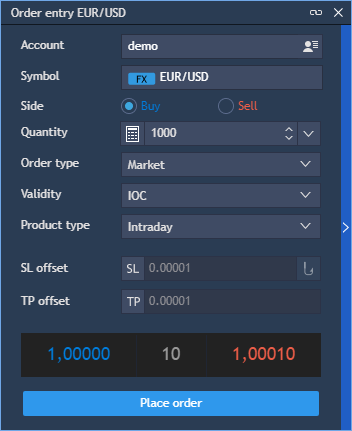 Order entry EUR/USD
Account demo
Symbol FX EUR/USD
Side Buy Sell
Quantity 1000
Order type Market
Validity IOC
Product type Intraday
SL offset SL 0.00001
TP offset TP 0.00001
1,00000 10 1,00010
Place order